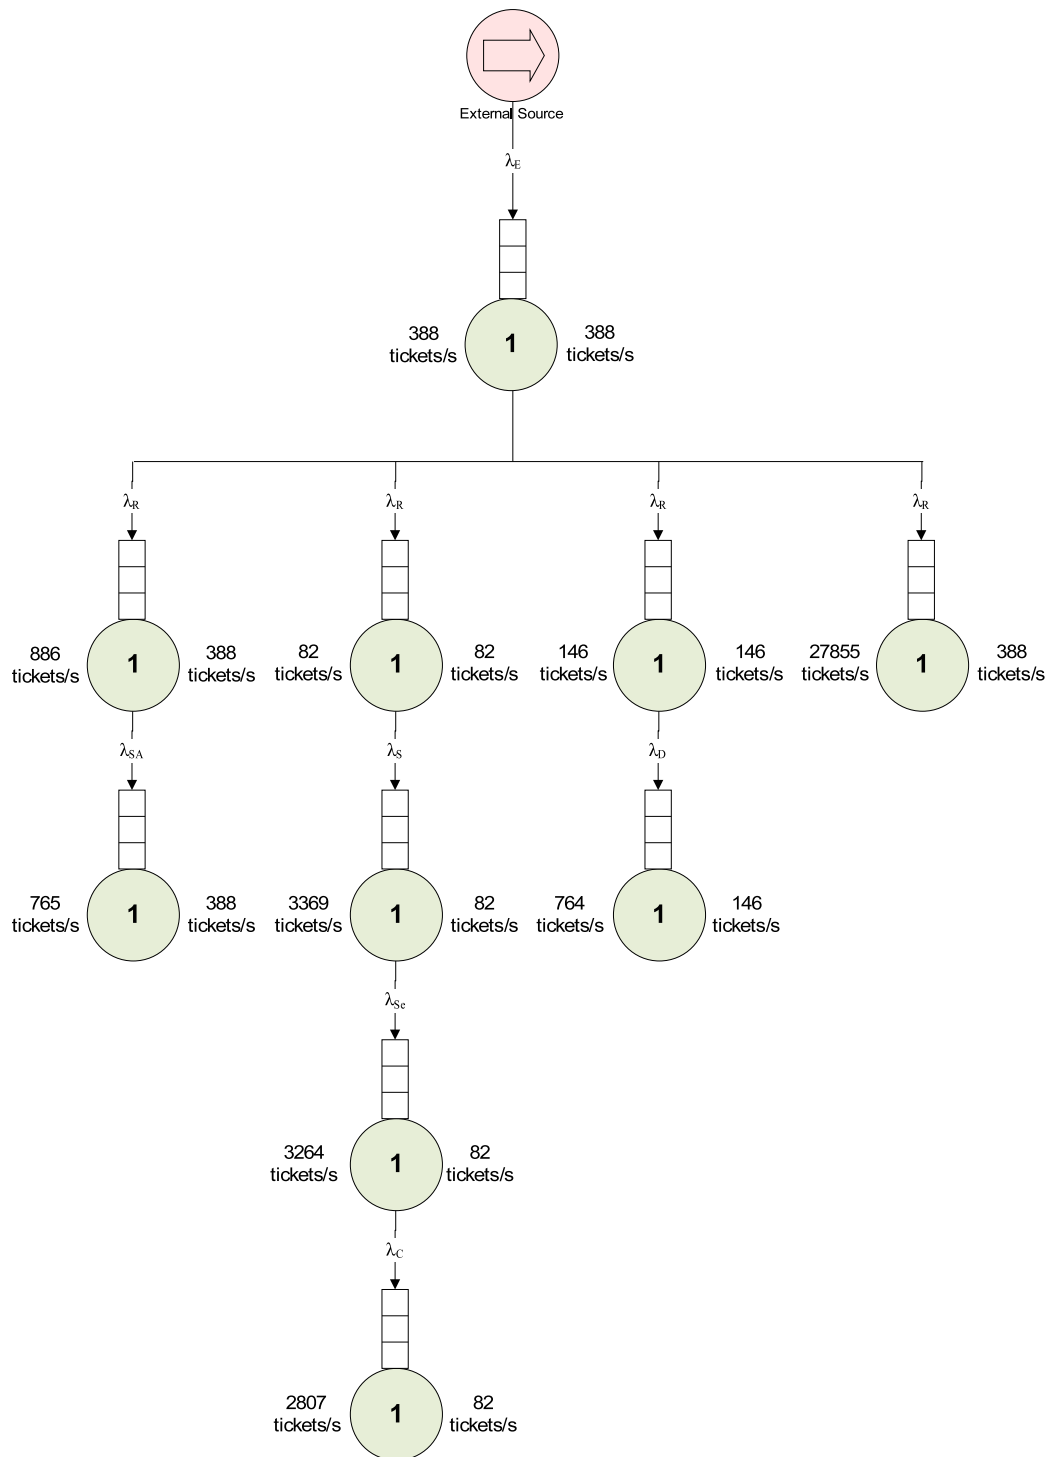 External Source
λE
388
tickets/s
1
388
tickets/s
λR
λR
λR
λR
886
tickets/s
1
388
tickets/s
82
tickets/s
1
82
tickets/s
146
tickets/s
1
146
tickets/s
27855
tickets/s
1
388
tickets/s
λSA
λS
λD
765
tickets/s
1
388
tickets/s
3369
tickets/s
1
82
tickets/s
764
tickets/s
1
146
tickets/s
λSe
3264
tickets/s
1
82
tickets/s
λC
2807
tickets/s
1
82
tickets/s